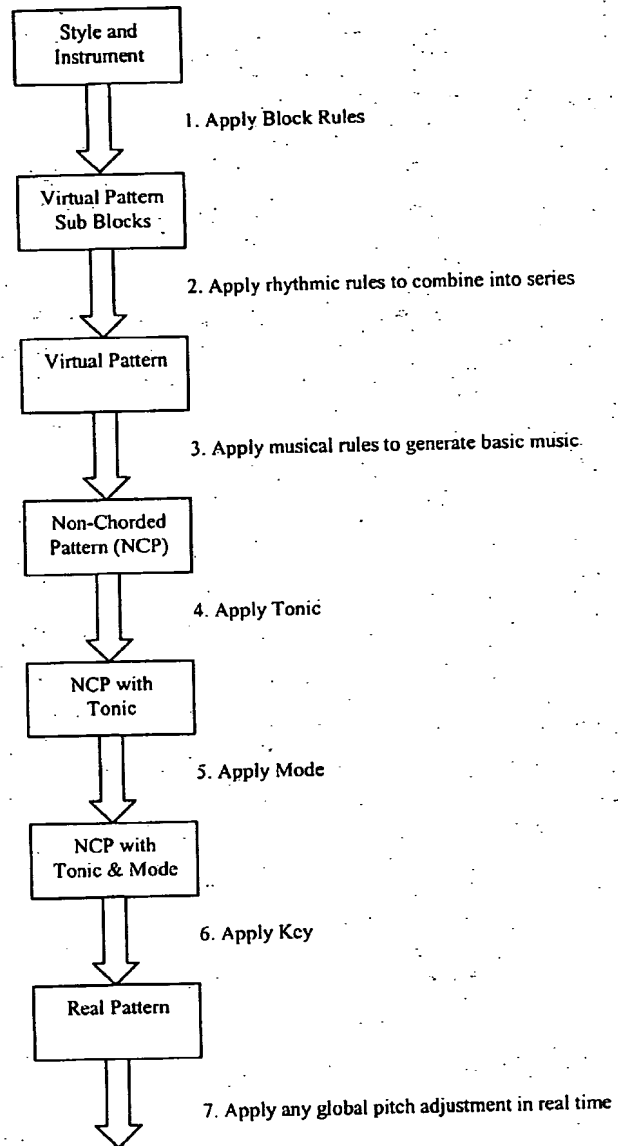 Style and
Instrument
1. Apply Block Rules
Virtual Pattern
Sub Blocks
2. Apply rhythmic rules to combine into series
Virtual Pattern
3. Apply musical rules to generate basic music
Non-Chorded
Pattern (NCP)
4. Apply Tonic
NCP with
Tonic
5. Apply Mode
NCP with
Tonic & Mode
6. Apply Key
Real Pattern
7. Apply any global pitch adjustment in real time